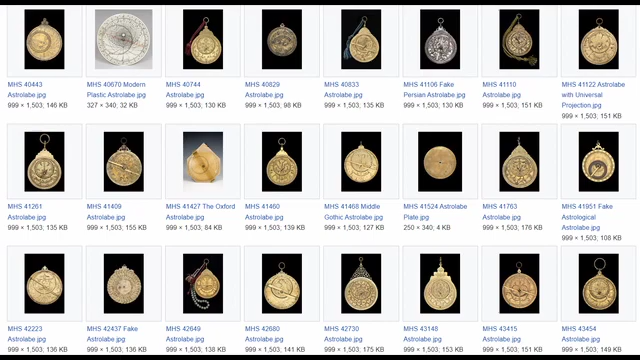 MHS 40443
Astrolabe.jpg
999 × 1,503; 146 KB
MHS 40670 Modern
Plastic Astrolabe.jpg
327 × 340; 32 KB
MHS 40744
Astrolabe.jpg
999 × 1,503; 130 KB
MHS 40829
Astrolabe.jpg
999 × 1,503; 98 KB
MHS 40833
Astrolabe.jpg
999 × 1,503; 135 KB
MHS 41106 Fake
Persian Astrolabe.jpg
999 × 1,503; 130 KB
MHS 41110
Astrolabe.jpg
999 × 1,503; 151 KB
MHS 41122 Astrolabe
with Universal
Projection.jpg
999 × 1,503; 151 KB
MHS 41261
Astrolabe.jpg
999 × 1,503; 135 KB
MHS 41409
Astrolabe.jpg
999 × 1,503; 155 KB
MHS 41427 The Oxford
Astrolabe.jpg
999 × 1,503; 84 KB
MHS 41460
Astrolabe.jpg
999 × 1,503; 139 KB
MHS 41468 Middle
Gothic Astrolabe.jpg
999 × 1,503; 127 KB
MHS 41524 Astrolabe
Plate.jpg
250 × 340; 4 KB
MHS 41763
Astrolabe.jpg
999 × 1,503; 176 KB
MHS 41951 Fake
Astrological
Astrolabe.jpg
999 × 1,503; 108 KB
MHS 42223
Astrolabe.jpg
999 × 1,503; 136 KB
MHS 42437 Fake
Astrolabe.jpg
999 × 1,503; 136 KB
MHS 42649
Astrolabe.jpg
999 × 1,503; 138 KB
MHS 42680
Astrolabe.jpg
999 × 1,503; 141 KB
MHS 42730
Astrolabe.jpg
999 × 1,503; 175 KB
MHS 43148
Astrolabe.jpg
999 × 1,503; 153 KB
MHS 43415
Astrolabe.jpg
999 × 1,503; 151 KB
MHS 43454
Astrolabe.jpg
999 × 1,503; 149 KB